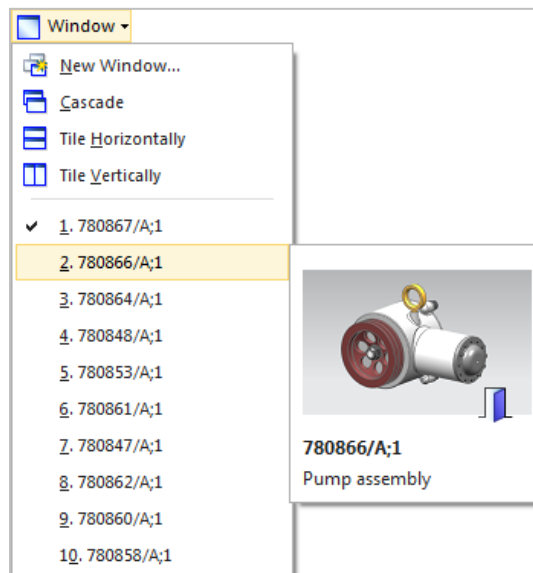 Window
New Window...
Cascade
Tile Horizontally
Tile Vertically
1. 780867/A;1
2. 780866/A;1
3. 780864/A;1
4. 780848/A;1
5. 780853/A;1
6. 780861/A;1
7. 780847/A;1
8. 780862/A;1
9. 780860/A;1
10. 780858/A;1
780866/A;1
Pump assembly